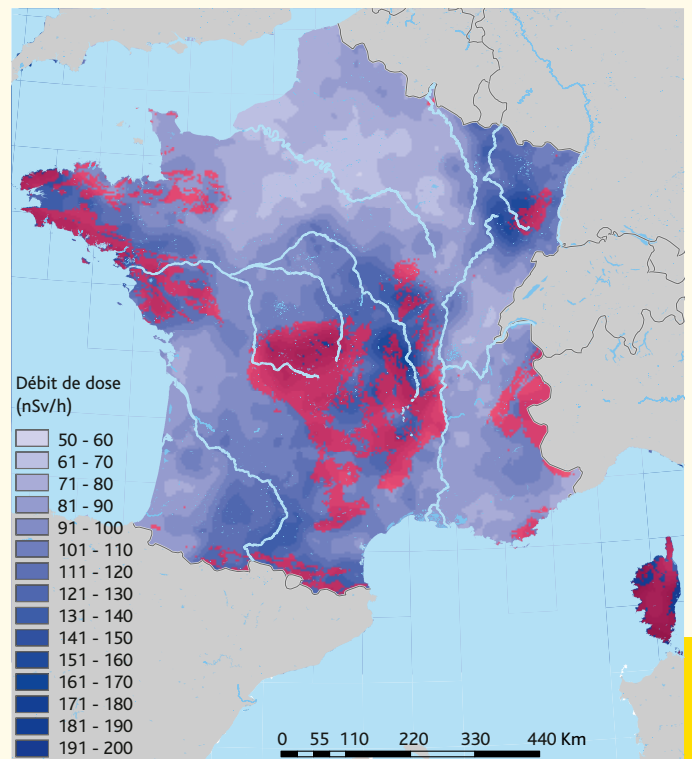 Débit de dose
(nSv/h)
50 - 60
61 - 70
71 - 80
81 - 90
91 - 100
101 - 110
111 - 120
121 - 130
131 - 140
141 - 150
151 - 160
161 - 170
171 - 180
181 - 190
191 - 200
0 55 110 220 330 440 Km